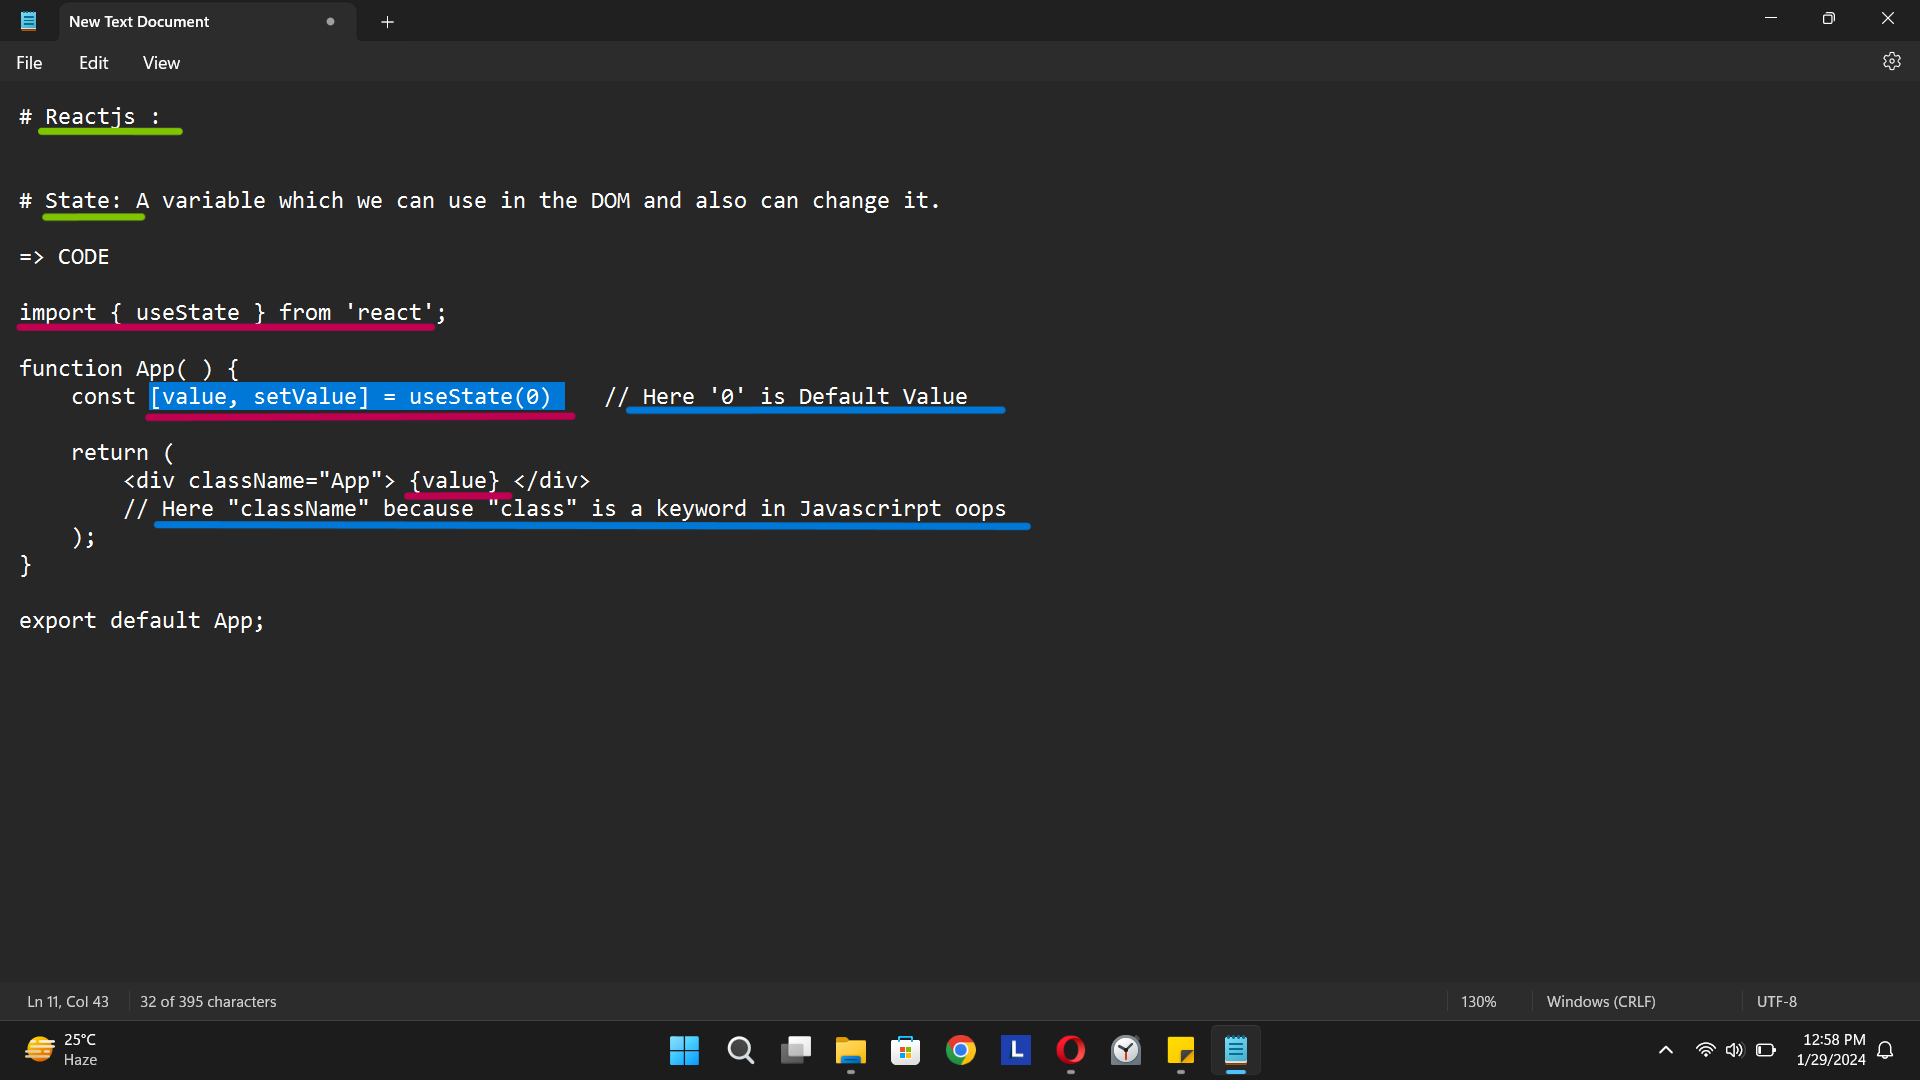 New Text Document
File Edit View
# Reactjs :
# State: A variable which we can use in the DOM and also can change it.
=> CODE
import { useState } from 'react';
function App( ) {
const [value, setValue] = useState(0) // Here '0' is Default Value
return (
<div className="App"> {value} </div>
// Here "className" because "class" is a keyword in Javascrirpt oops
);
}
export default App;
Ln 11, Col 43 32 of 395 characters 130% Windows (CRLF) UTF-8
25°C
Haze
L
12:58 PM
1/29/2024